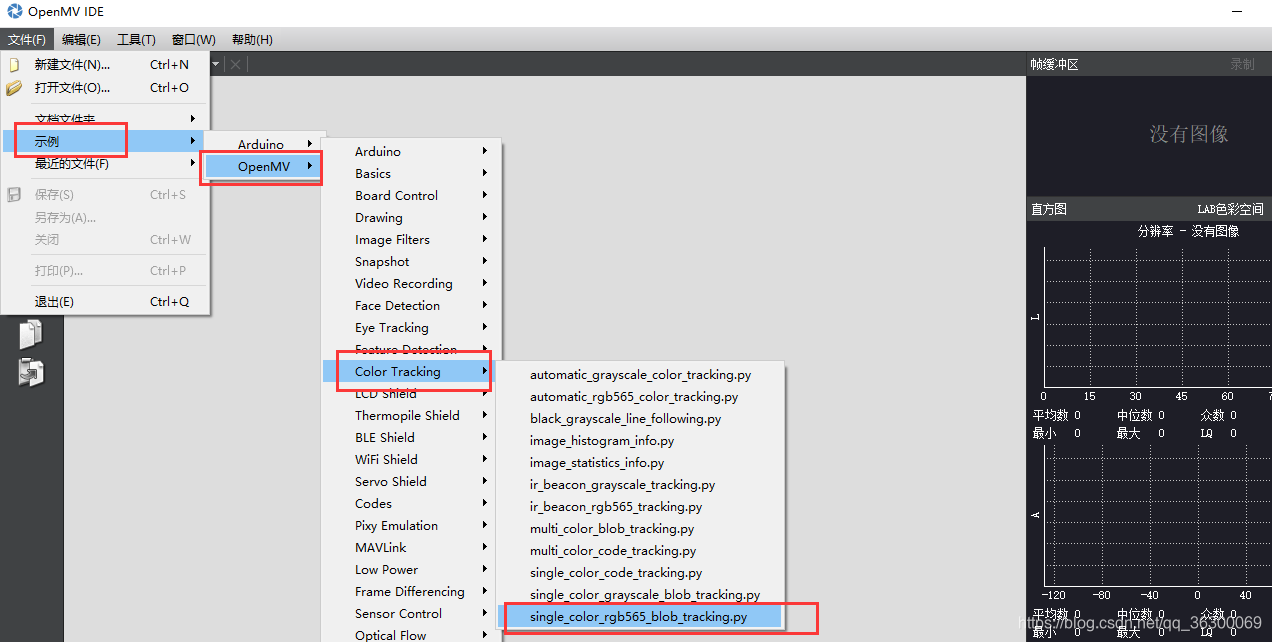 OpenMV IDE
文件(F) 编辑(E) 工具(T) 窗口(W) 帮助(H)
新建文件(N)... Ctrl+N
打开文件(O)... Ctrl+O
文档文件夹
示例
最近的文件(F)
保存(S) Ctrl+S
另存为(A)...
关闭 Ctrl+W
打印(P)... Ctrl+P
退出(E) Ctrl+Q
Arduino
OpenMV
Arduino
Basics
Board Control
Drawing
Image Filters
Snapshot
Video Recording
Face Detection
Eye Tracking
Feature Detection
Color Tracking
LCD Shield
Thermopile Shield
BLE Shield
WiFi Shield
Servo Shield
Codes
Pixy Emulation
MAVLink
Low Power
Frame Differencing
Sensor Control
Optical Flow
automatic_grayscale_color_tracking.py
automatic_rgb565_color_tracking.py
black_grayscale_line_following.py
image_histogram_info.py
image_statistics_info.py
ir_beacon_grayscale_tracking.py
ir_beacon_rgb565_tracking.py
multi_color_blob_tracking.py
multi_color_code_tracking.py
single_color_code_tracking.py
single_color_grayscale_blob_tracking.py
single_color_rgb565_blob_tracking.py
帧缓冲区 录制
没有图像
直方图 LAB色彩空间
分辨率 - 没有图像
L
0 15 30 45 60
平均数 0 中位数 0 众数 0
最小 0 最大 0 LQ 0
A
-120 -80 -40 0 40
平均数 0 中位数 0 众数 0
最小 0 最大 0 LQ 0
https://blog.csdn.net/qq_36300069